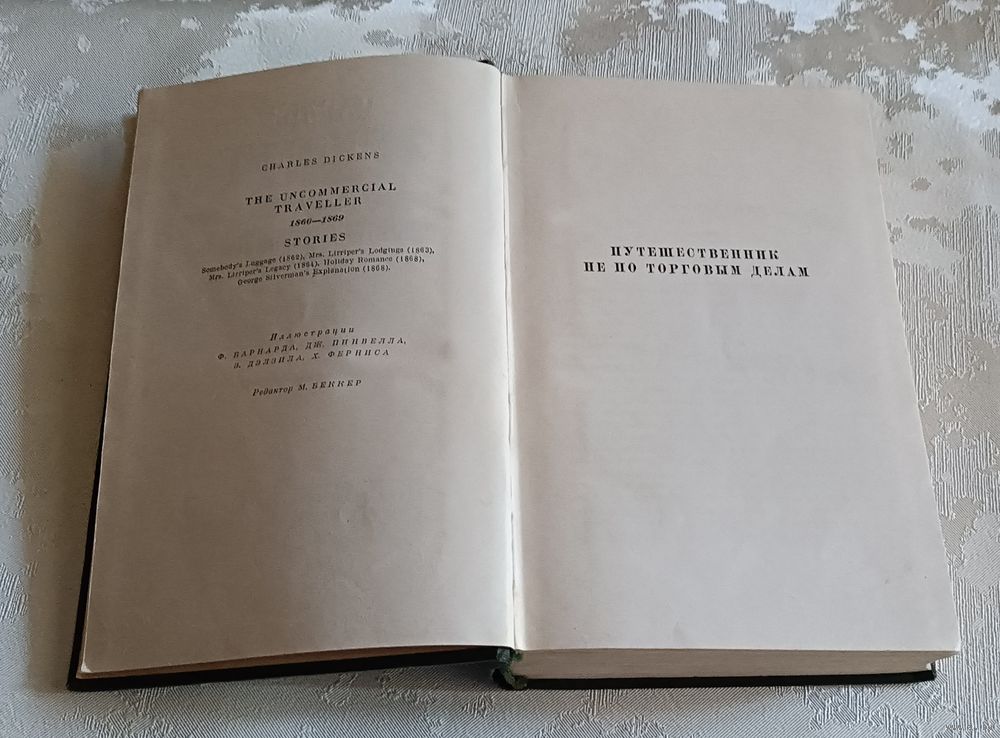 CHARLES DICKENS
THE UNCOMMERCIAL
TRAVELLER
1860—1869
STORIES
Somebody's Luggage (1862), Mrs. Lirriper's Lodgings (1863),
Mrs. Lirriper's Legacy (1864), Holiday Romance (1868),
George Silverman's Explanation (1868).
Иллюстрации
Ф. БАРНАРДА, ДЖ. ПИНВЕЛЛА,
Э. ДЭЛЗИЛА, Х. ФЕРНИСА
Редактор М. БЕККЕР
ПУТЕШЕСТВЕННИК
НЕ ПО ТОРГОВЫМ ДЕЛАМ